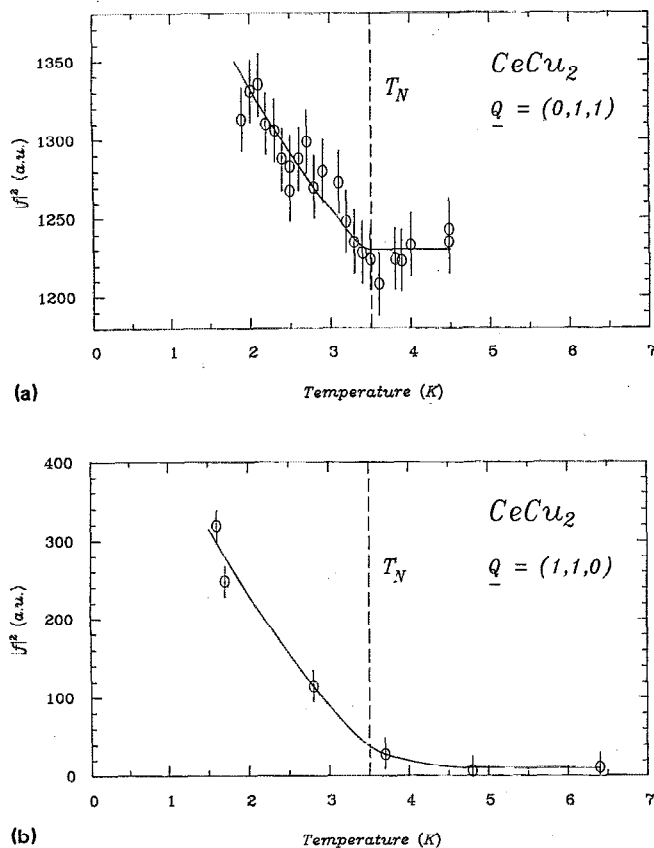 1350
1300
1250
1200
|f|² (a.u.)
CeCu₂
Q = (0,1,1)
T_N
0 1 2 3 4 5 6 7
(a)
Temperature (K)
400
300
200
100
0
|f|² (a.u.)
CeCu₂
Q = (1,1,0)
T_N
0 1 2 3 4 5 6 7
(b)
Temperature (K)